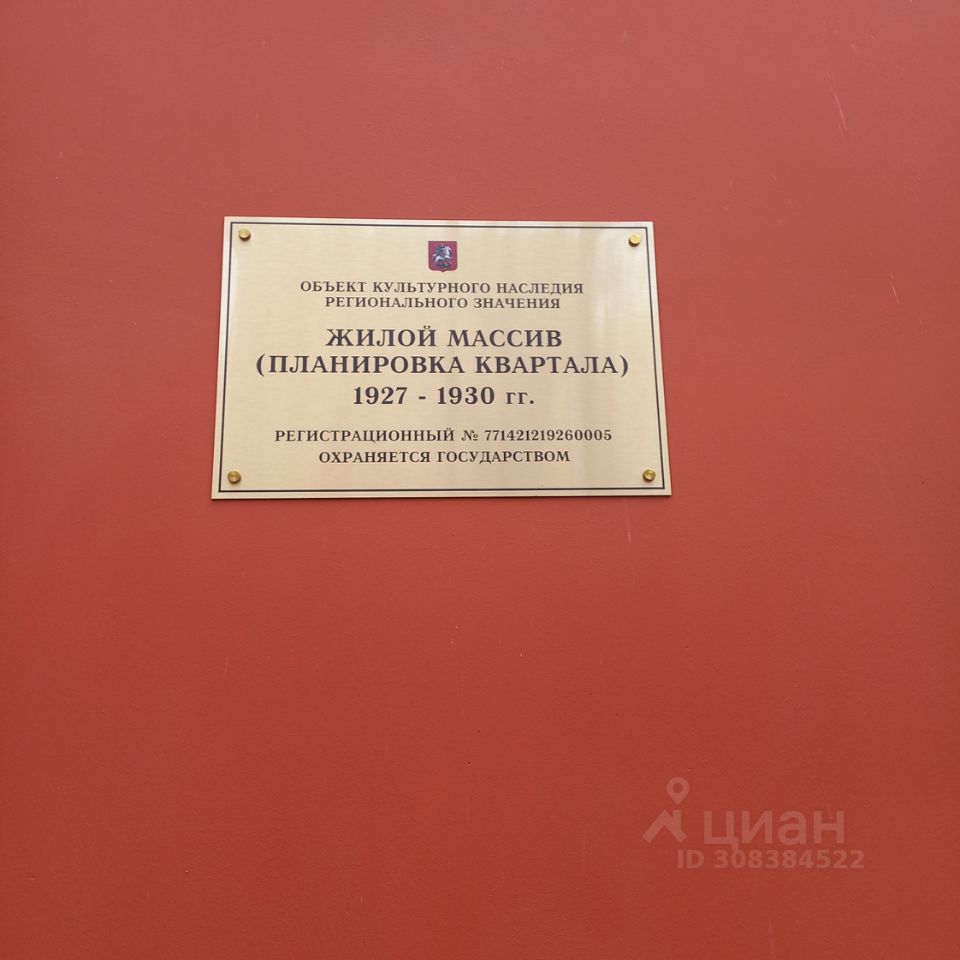 ОБЪЕКТ КУЛЬТУРНОГО НАСЛЕДИЯ
РЕГИОНАЛЬНОГО ЗНАЧЕНИЯ
ЖИЛОЙ МАССИВ
(ПЛАНИРОВКА КВАРТАЛА)
1927 - 1930 гг.
РЕГИСТРАЦИОННЫЙ № 771421219260005
ОХРАНЯЕТСЯ ГОСУДАРСТВОМ
циан
ID 308384522